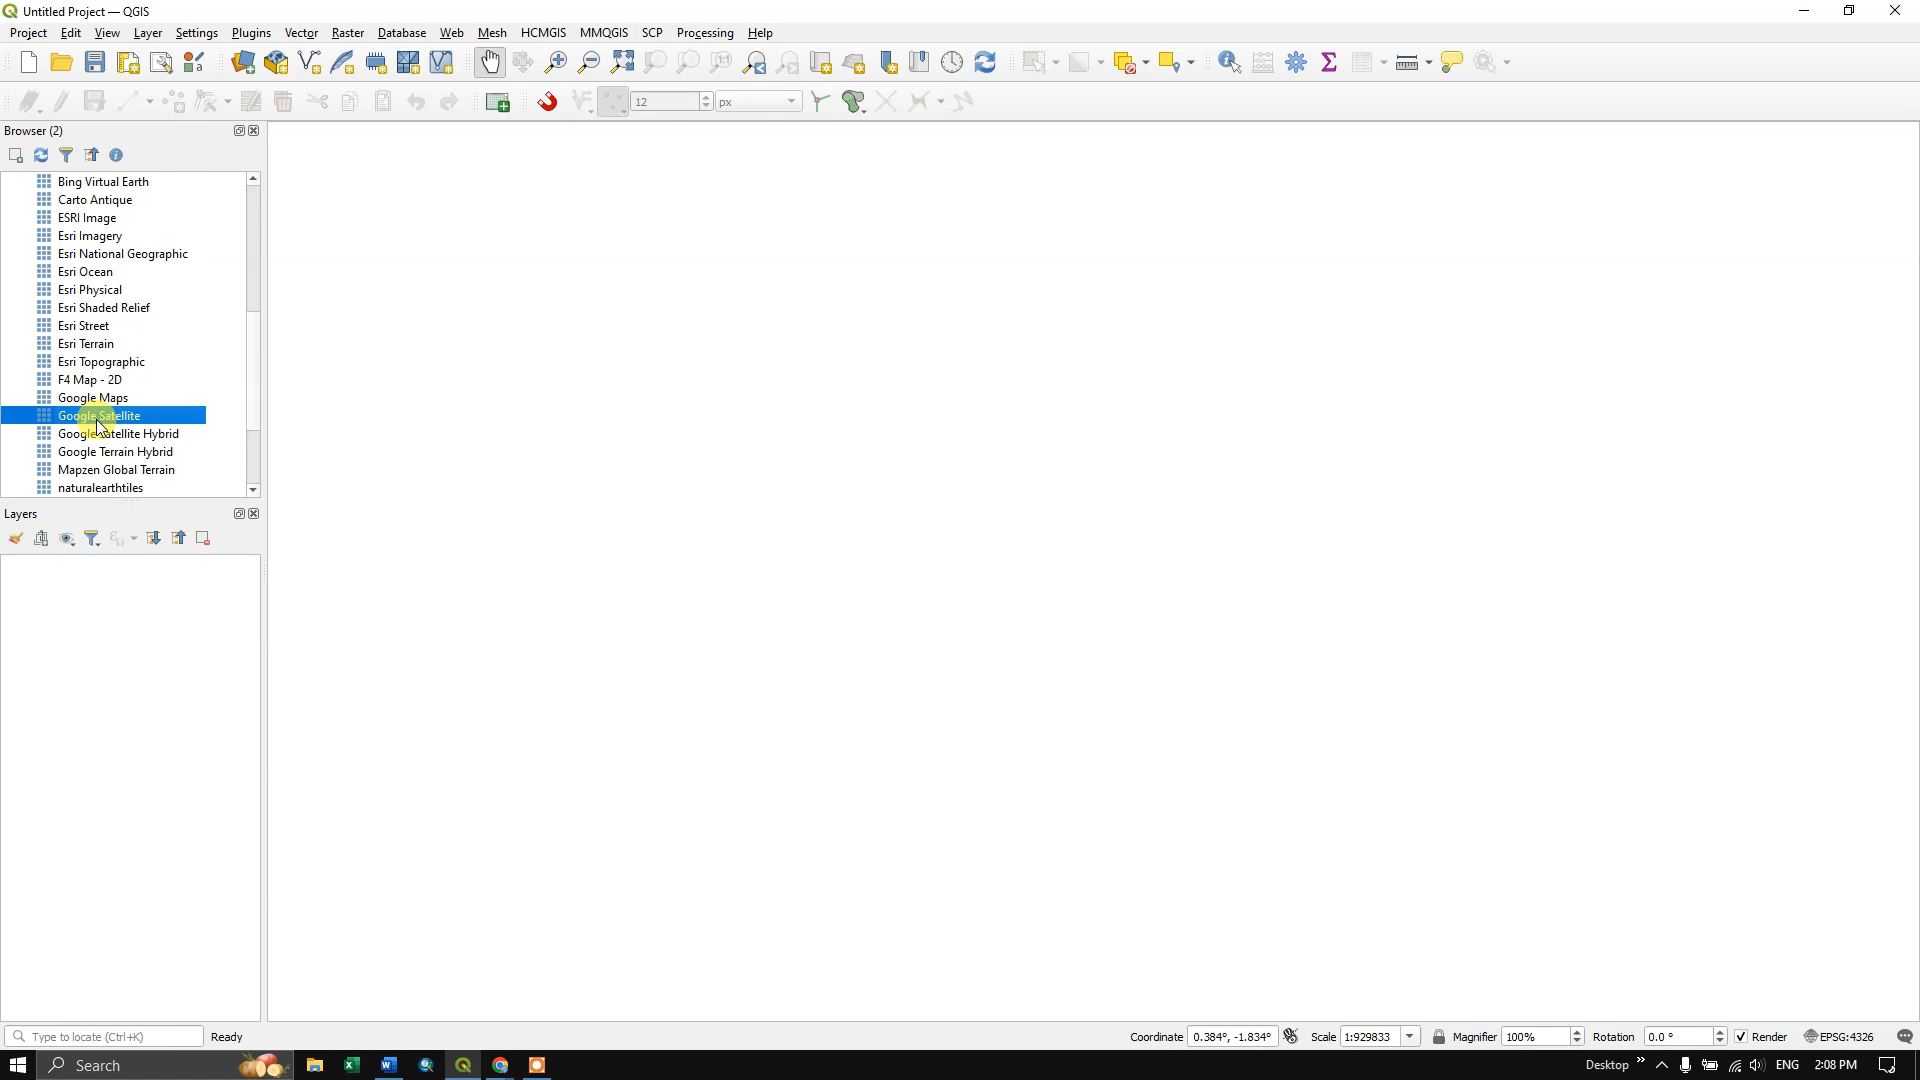 Untitled Project — QGIS
Project Edit View Layer Settings Plugins Vector Raster Database Web Mesh HCMGIS MMQGIS SCP Processing Help
12 px
Browser (2)
Bing Virtual Earth
Carto Antique
ESRI Image
Esri Imagery
Esri National Geographic
Esri Ocean
Esri Physical
Esri Shaded Relief
Esri Street
Esri Terrain
Esri Topographic
F4 Map - 2D
Google Maps
Google Satellite
Google Satellite Hybrid
Google Terrain Hybrid
Mapzen Global Terrain
naturalearthtiles
Layers
Type to locate (Ctrl+K) Ready Coordinate 0.384°, -1.834° Scale 1:929833 Magnifier 100% Rotation 0.0 ° Render EPSG:4326
Search Desktop » ENG 2:08 PM